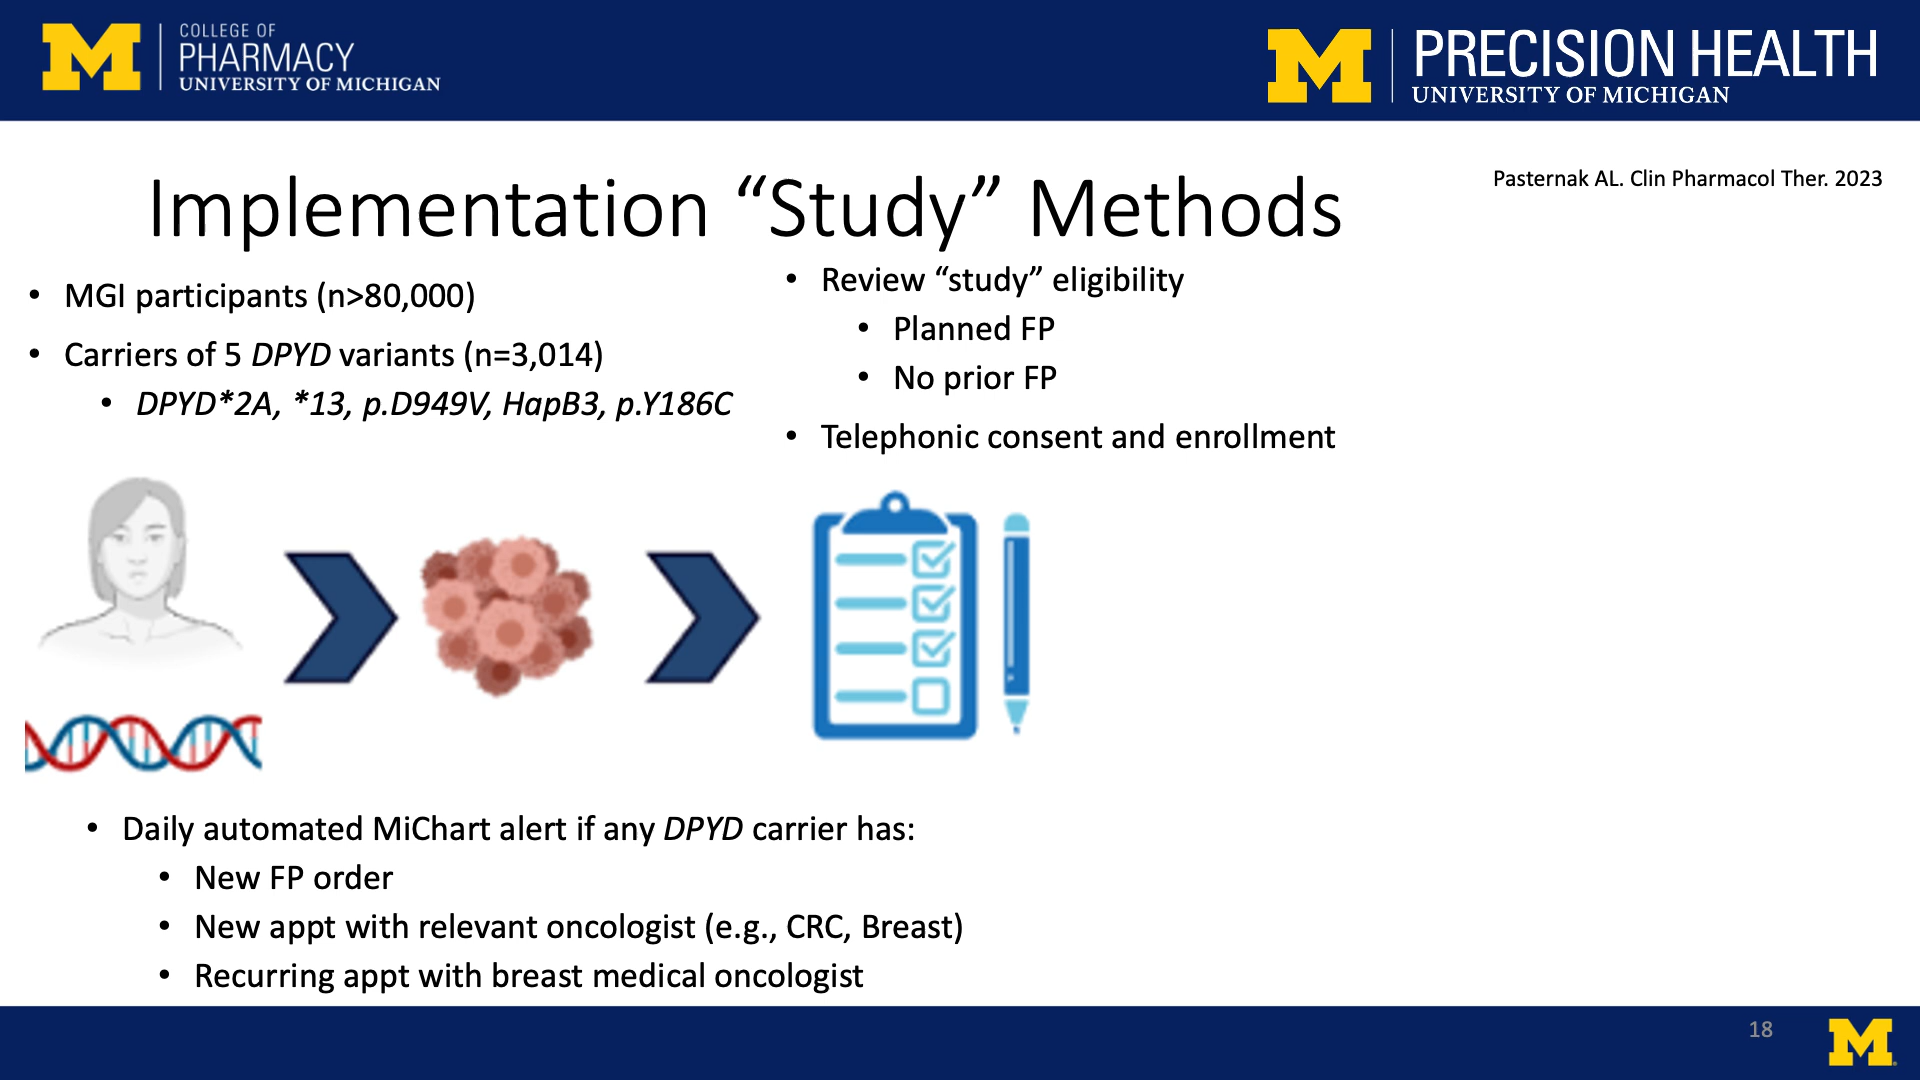 COLLEGE OF
PHARMACY
UNIVERSITY OF MICHIGAN
PRECISION HEALTH
UNIVERSITY OF MICHIGAN
Implementation “Study” Methods
Pasternak AL. Clin Pharmacol Ther. 2023
• MGI participants (n>80,000)
• Carriers of 5 DPYD variants (n=3,014)
• DPYD*2A, *13, p.D949V, HapB3, p.Y186C
• Review “study” eligibility
• Planned FP
• No prior FP
• Telephonic consent and enrollment
• Daily automated MiChart alert if any DPYD carrier has:
• New FP order
• New appt with relevant oncologist (e.g., CRC, Breast)
• Recurring appt with breast medical oncologist
18